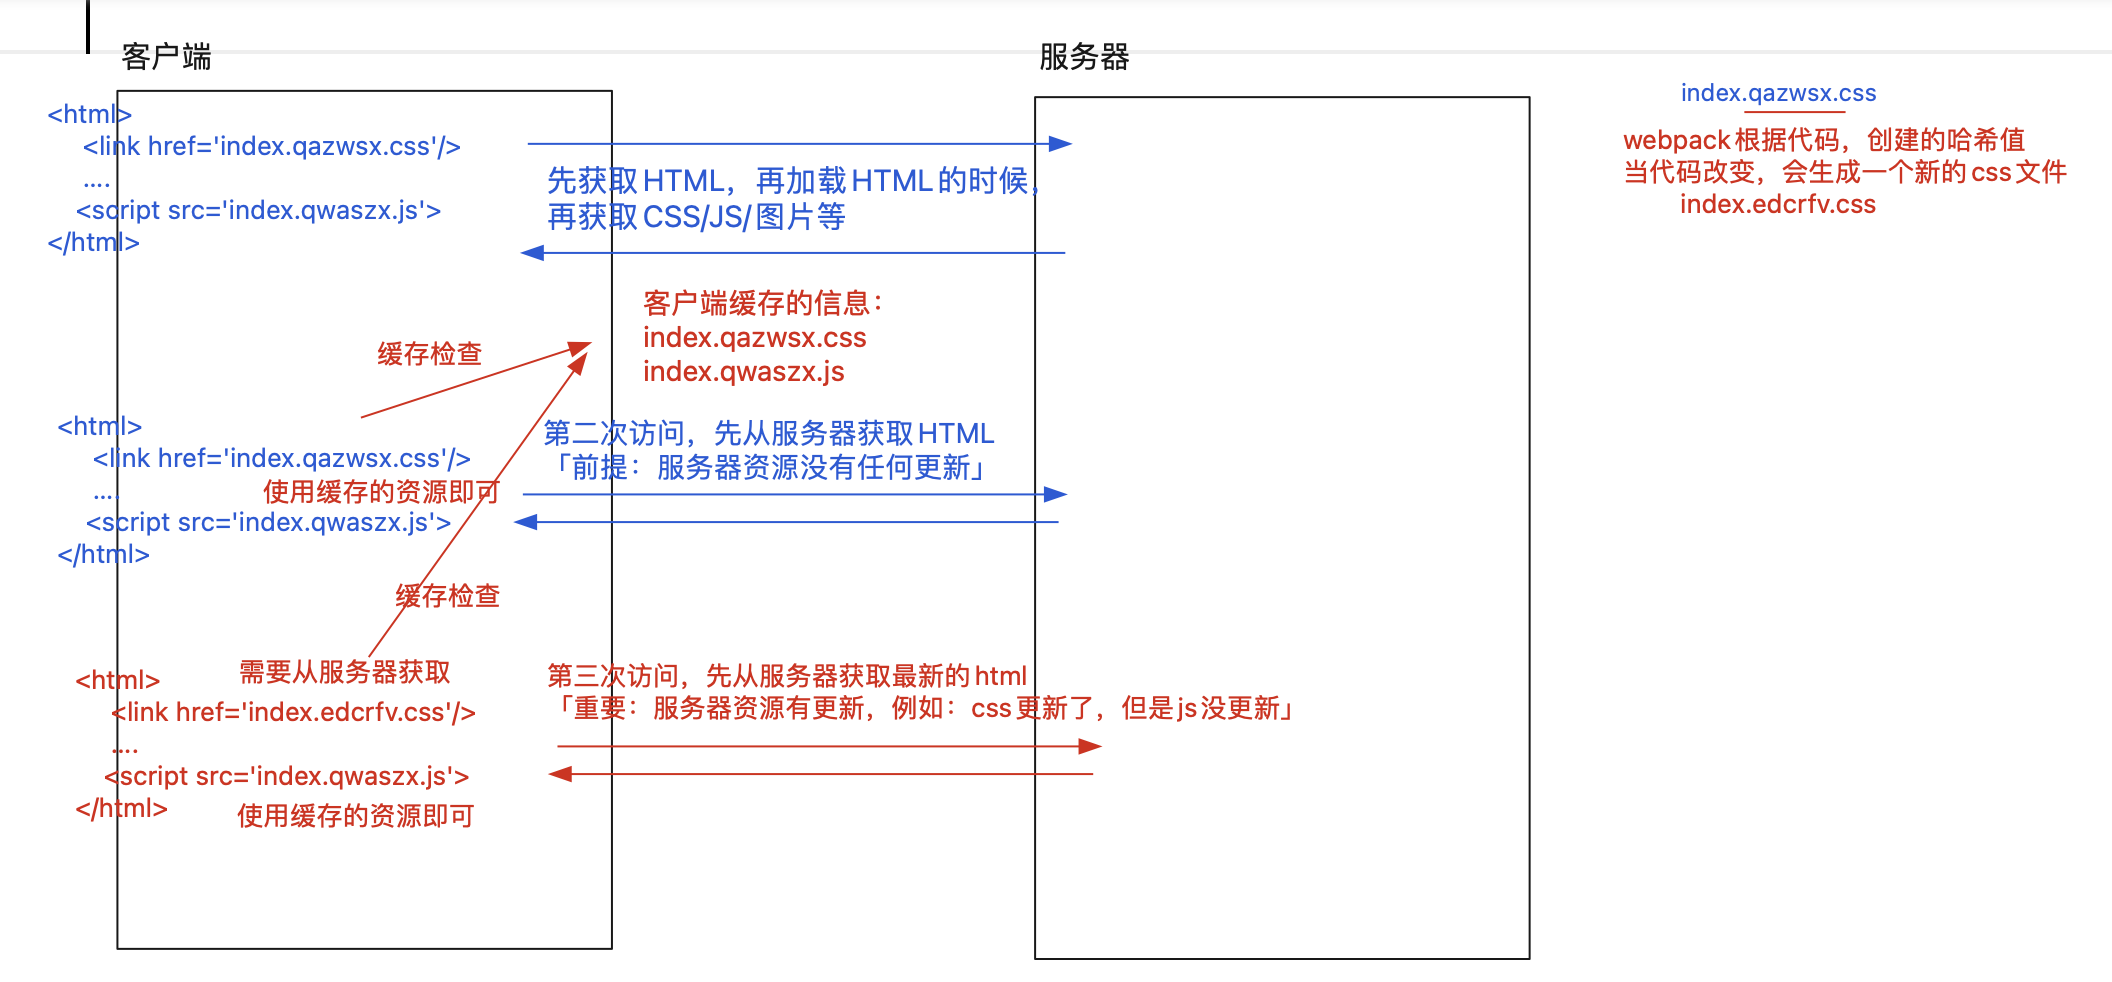 客户端
服务器
<html>
<link href='index.qazwsx.css'/>
....
<script src='index.qwaszx.js'>
</html>
先获取HTML，再加载HTML的时候，
再获取CSS/JS/图片等
index.qazwsx.css
webpack根据代码，创建的哈希值
当代码改变，会生成一个新的css文件
index.edcrfv.css
客户端缓存的信息：
index.qazwsx.css
index.qwaszx.js
缓存检查
<html>
<link href='index.qazwsx.css'/>
....
使用缓存的资源即可
<script src='index.qwaszx.js'>
</html>
第二次访问，先从服务器获取HTML
「前提：服务器资源没有任何更新」
缓存检查
需要从服务器获取
<html>
<link href='index.edcrfv.css'/>
....
<script src='index.qwaszx.js'>
</html>
使用缓存的资源即可
第三次访问，先从服务器获取最新的html
「重要：服务器资源有更新，例如：css更新了，但是js没更新」